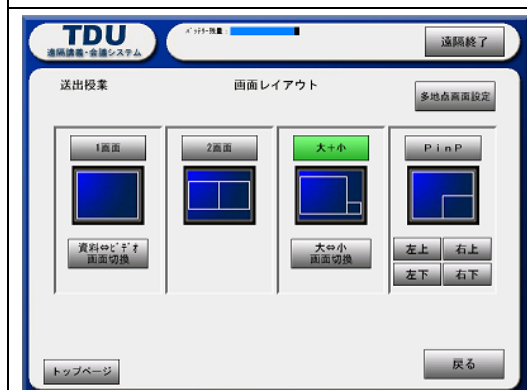 TDU
遠隔講義・会議システム
バッテリー残量：
遠隔終了
送出授業
画面レイアウト
多地点画面設定
1画面
2画面
大＋小
PinP
資料⇔ビデオ
画面切換
大⇔小
画面切換
左上
右上
左下
右下
トップページ
戻る